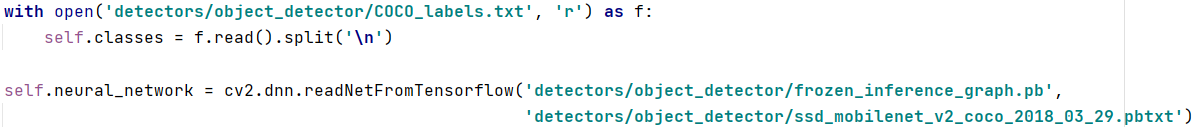 with open('detectors/object_detector/COCO_labels.txt', 'r') as f:
    self.classes = f.read().split('\n')
self.neural_network = cv2.dnn.readNetFromTensorflow('detectors/object_detector/frozen_inference_graph.pb',
                                                    'detectors/object_detector/ssd_mobilenet_v2_coco_2018_03_29.pbtxt')